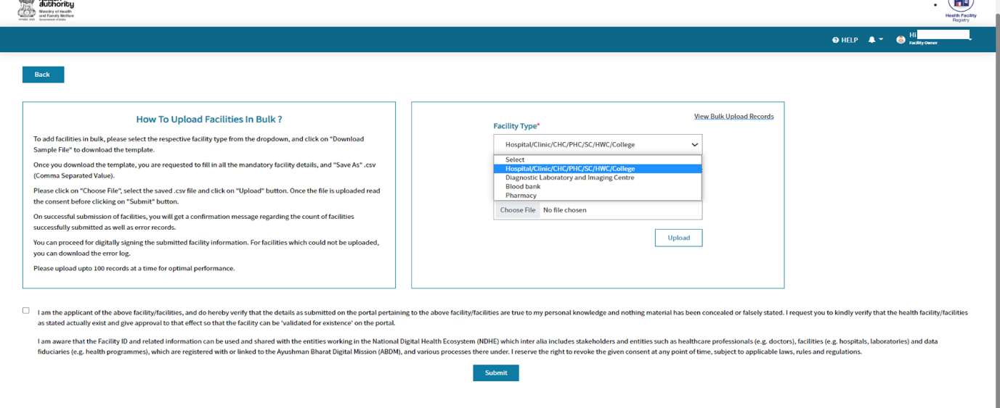 authority
Ministry of Health
and Family Welfare
Government of India
Health Facility
Registry
HELP
Hi
Facility Owner
Back
How To Upload Facilities In Bulk ?
To add facilities in bulk, please select the respective facility type from the dropdown, and click on "Download
Sample File" to download the template.
Once you download the template, you are requested to fill in all the mandatory facility details, and "Save As" .csv
(Comma Separated Value).
Please click on "Choose File", select the saved .csv file and click on "Upload" button. Once the file is uploaded read
the consent before clicking on "Submit" button.
On successful submission of facilities, you will get a confirmation message regarding the count of facilities
successfully submitted as well as error records.
You can proceed for digitally signing the submitted facility information. For facilities which could not be uploaded,
you can download the error log.
Please upload upto 100 records at a time for optimal performance.
View Bulk Upload Records
Facility Type*
Hospital/Clinic/CHC/PHC/SC/HWC/College
Select
Hospital/Clinic/CHC/PHC/SC/HWC/College
Diagnostic Laboratory and Imaging Centre
Blood bank
Pharmacy
Choose File No file chosen
Upload
I am the applicant of the above facility/facilities, and do hereby verify that the details as submitted on the portal pertaining to the above facility/facilities are true to my personal knowledge and nothing material has been concealed or falsely stated. I request you to kindly verify that the health facility/facilities
as stated actually exist and give approval to that effect so that the facility can be 'validated for existence' on the portal.
I am aware that the Facility ID and related information can be used and shared with the entities working in the National Digital Health Ecosystem (NDHE) which inter alia includes stakeholders and entities such as healthcare professionals (e.g. doctors), facilities (e.g. hospitals, laboratories) and data
fiduciaries (e.g. health programmes), which are registered with or linked to the Ayushman Bharat Digital Mission (ABDM), and various processes there under. I reserve the right to revoke the given consent at any point of time, subject to applicable laws, rules and regulations.
Submit